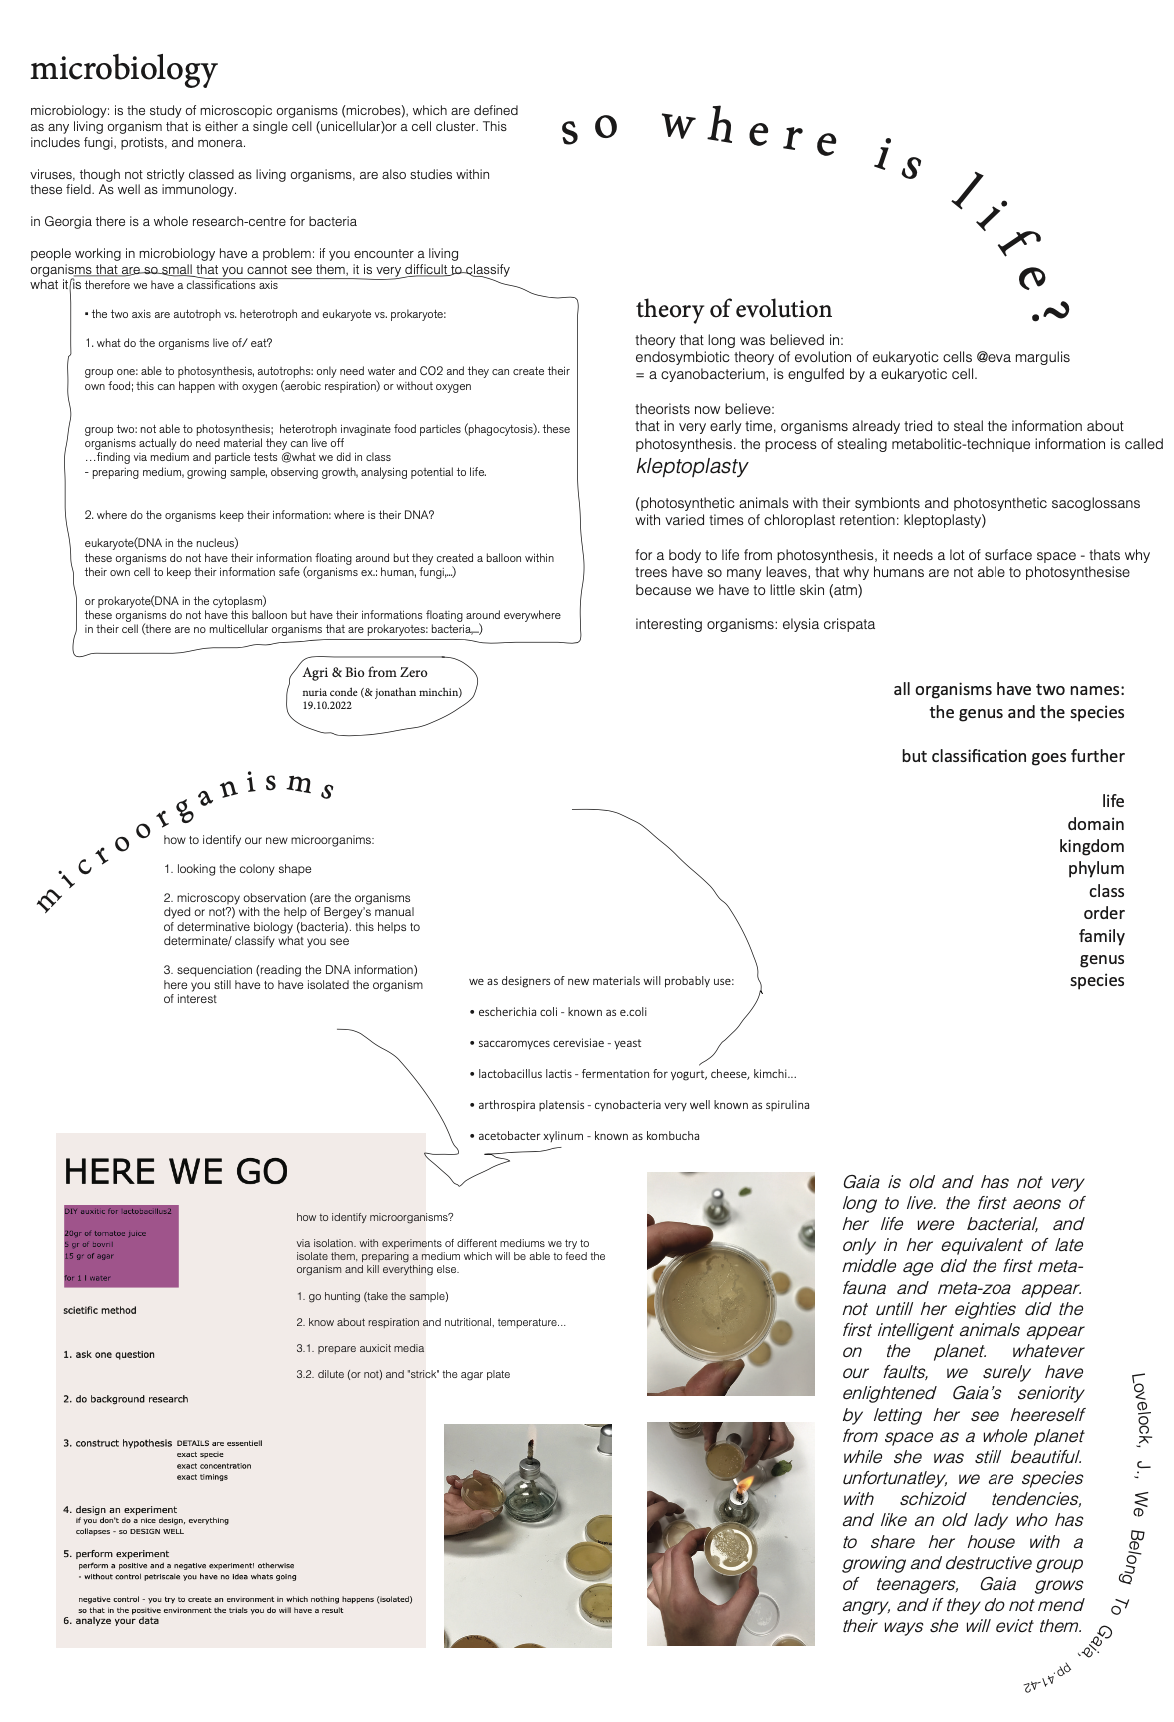 microbiology
microbiology: is the study of microscopic organisms (microbes), which are defined
as any living organism that is either a single cell (unicellular)or a cell cluster. This
includes fungi, protists, and monera.
viruses, though not strictly classed as living organisms, are also studies within
these field. As well as immunology.
in Georgia there is a whole research-centre for bacteria
people working in microbiology have a problem: if you encounter a living
organisms that are so small that you cannot see them, it is very difficult to classify
what it is therefore we have a classifications axis
▪ the two axis are autotroph vs. heterotroph and eukaryote vs. prokaryote:
1. what do the organisms live of/ eat?
group one: able to photosynthesis, autotrophs: only need water and CO2 and they can create their
own food; this can happen with oxygen (aerobic respiration) or without oxygen
group two: not able to photosynthesis; heterotroph invaginate food particles (phagocytosis). these
organisms actually do need material they can live off
…finding via medium and particle tests @what we did in class
- preparing medium, growing sample, observing growth, analysing potential to life.
2. where do the organisms keep their information: where is their DNA?
eukaryote(DNA in the nucleus)
these organisms do not have their information floating around but they created a balloon within
their own cell to keep their information safe (organisms ex.: human, fungi,...)
or prokaryote(DNA in the cytoplasm)
these organisms do not have this balloon but have their informations floating around everywhere
in their cell (there are no multicellular organisms that are prokaryotes: bacteria,...)
Agri & Bio from Zero
nuria conde (& jonathan minchin)
19.10.2022
so where is life?
theory of evolution
theory that long was believed in:
endosymbiotic theory of evolution of eukaryotic cells @eva margulis
= a cyanobacterium, is engulfed by a eukaryotic cell.
theorists now believe:
that in very early time, organisms already tried to steal the information about
photosynthesis. the process of stealing metabolitic-technique information is called
kleptoplasty
(photosynthetic animals with their symbionts and photosynthetic sacoglossans
with varied times of chloroplast retention: kleptoplasty)
for a body to life from photosynthesis, it needs a lot of surface space - thats why
trees have so many leaves, that why humans are not able to photosynthesise
because we have to little skin (atm)
interesting organisms: elysia crispata
all organisms have two names:
the genus and the species
but classification goes further
life
domain
kingdom
phylum
class
order
family
genus
species
microorganisms
how to identify our new microorganims:
1. looking the colony shape
2. microscopy observation (are the organisms
dyed or not?) with the help of Bergey's manual
of determinative biology (bacteria). this helps to
determinate/ classify what you see
3. sequenciation (reading the DNA information)
here you still have to have isolated the organism
of interest
we as designers of new materials will probably use:
• escherichia coli - known as e.coli
• saccaromyces cerevisiae - yeast
• lactobacillus lactis - fermentation for yogurt, cheese, kimchi...
• arthrospira platensis - cynobacteria very well known as spirulina
• acetobacter xylinum - known as kombucha
HERE WE GO
DIY auxitic for lactobacillus2
20gr of tomatoe juice
5 gr of bovril
15 gr of agar
for 1 l water
scietific method
1. ask one question
2. do background research
3. construct hypothesis DETAILS are essentiell
exact specie
exact concentration
exact timings
4. design an experiment
if you don't do a nice design, everything
collapses - so DESIGN WELL
5. perform experiment
perform a positive and a negative experiment! otherwise
- without control petriscale you have no idea whats going
negative control - you try to create an environment in which nothing happens (isolated)
so that in the positive environment the trials you do will have a result
6. analyze your data
how to identify microorganisms?
via isolation. with experiments of different mediums we try to
isolate them, preparing a medium which will be able to feed the
organism and kill everything else.
1. go hunting (take the sample)
2. know about respiration and nutritional, temperature...
3.1. prepare auxicit media
3.2. dilute (or not) and "strick" the agar plate
Gaia is old and has not very
long to live. the first aeons of
her life were bacterial, and
only in her equivalent of late
middle age did the first meta-
fauna and meta-zoa appear.
not untill her eighties did the
first intelligent animals appear
on the planet. whatever
our faults, we surely have
enlightened Gaia's seniority
by letting her see heereself
from space as a whole planet
while she was still beautiful.
unfortunatley, we are species
with schizoid tendencies,
and like an old lady who has
to share her house with a
growing and destructive group
of teenagers, Gaia grows
angry, and if they do not mend
their ways she will evict them.
Lovelock, J., We Belong To Gaia, pp.41-42